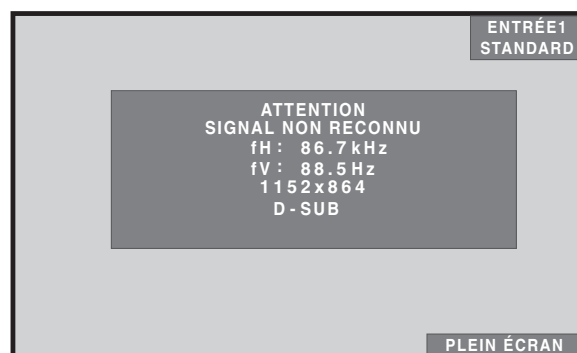 ENTRÉE1
STANDARD
ATTENTION
SIGNAL NON RECONNU
fH : 86.7kHz
fV : 88.5Hz
1152x864
D-SUB
PLEIN ÉCRAN